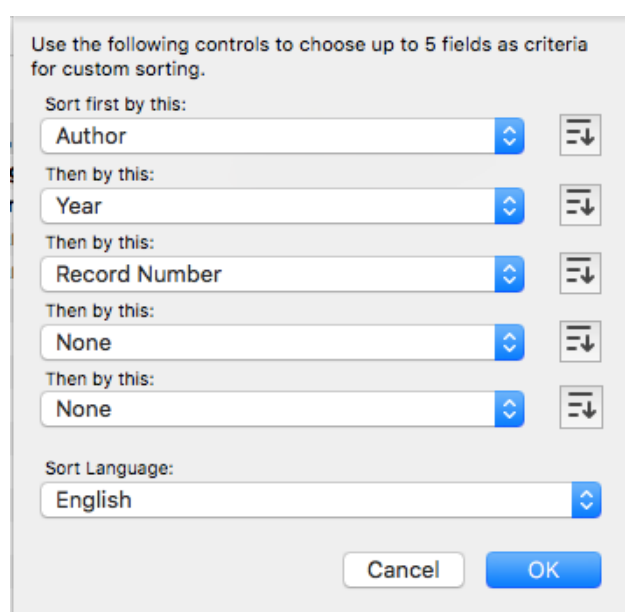 Use the following controls to choose up to 5 fields as criteria
for custom sorting.
Sort first by this:
Author
Then by this:
Year
Then by this:
Record Number
Then by this:
None
Then by this:
None
Sort Language:
English
Cancel
OK